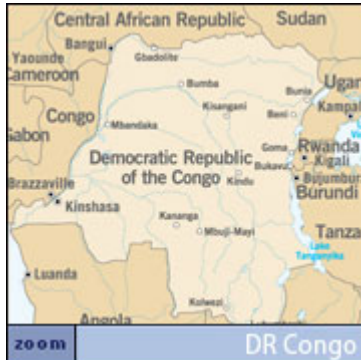 Central African Republic
Sudan
Bangui
Gbadolite
Yaounde
Cameroon
Bumba
Bunia
Ugan
Congo
Kisangani
Kampal
Mbandaka
Beni
Gabon
Goma
Rwanda
Democratic Republic
of the Congo
Kigali
Bukavu
Bujumbura
Brazzaville
Kindu
Burundi
Kinshasa
Kananga
Tanza
Mbuji-Mayi
Lake
Tanganyika
Luanda
Kolwezi
Angola
zoom
DR Congo